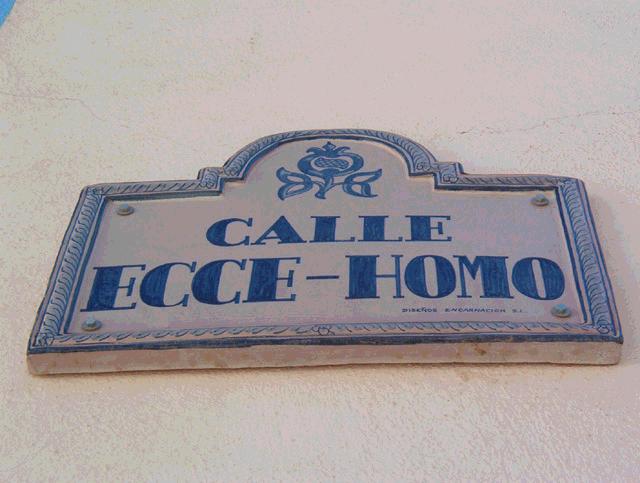 CALLE
ECCE-HOMO
DISEÑOS ENCARNACION S.L.